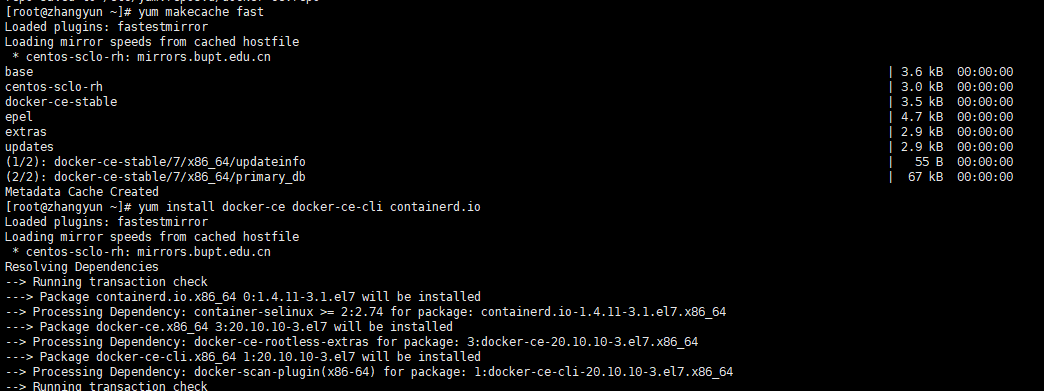 [root@zhangyun ~]# yum makecache fast
Loaded plugins: fastestmirror
Loading mirror speeds from cached hostfile
 * centos-sclo-rh: mirrors.bupt.edu.cn
base | 3.6 kB 00:00:00
centos-sclo-rh | 3.0 kB 00:00:00
docker-ce-stable | 3.5 kB 00:00:00
epel | 4.7 kB 00:00:00
extras | 2.9 kB 00:00:00
updates | 2.9 kB 00:00:00
(1/2): docker-ce-stable/7/x86_64/updateinfo | 55 B 00:00:00
(2/2): docker-ce-stable/7/x86_64/primary_db | 67 kB 00:00:00
Metadata Cache Created
[root@zhangyun ~]# yum install docker-ce docker-ce-cli containerd.io
Loaded plugins: fastestmirror
Loading mirror speeds from cached hostfile
 * centos-sclo-rh: mirrors.bupt.edu.cn
Resolving Dependencies
--> Running transaction check
---> Package containerd.io.x86_64 0:1.4.11-3.1.el7 will be installed
--> Processing Dependency: container-selinux >= 2:2.74 for package: containerd.io-1.4.11-3.1.el7.x86_64
---> Package docker-ce.x86_64 3:20.10.10-3.el7 will be installed
--> Processing Dependency: docker-ce-rootless-extras for package: 3:docker-ce-20.10.10-3.el7.x86_64
---> Package docker-ce-cli.x86_64 1:20.10.10-3.el7 will be installed
--> Processing Dependency: docker-scan-plugin(x86-64) for package: 1:docker-ce-cli-20.10.10-3.el7.x86_64
--> Running transaction check